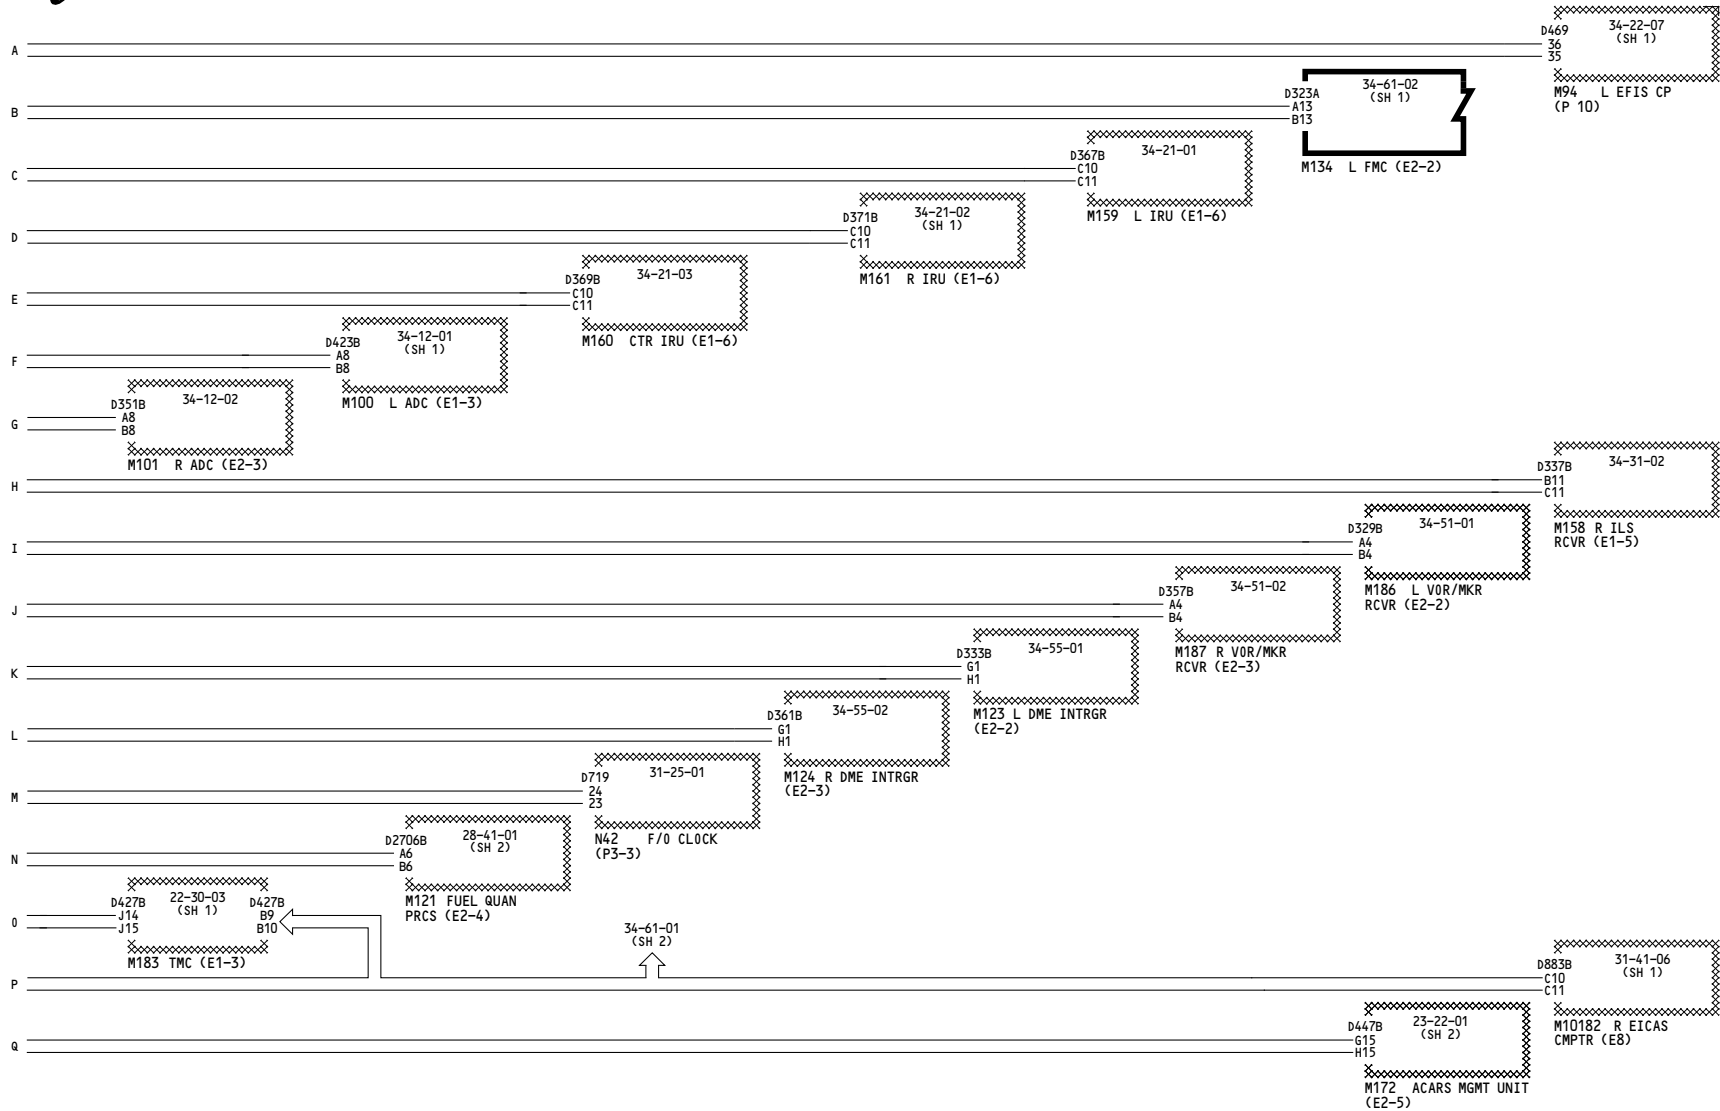 A
D469
36
35
34-22-07
(SH 1)
M94 L EFIS CP
(P 10)
B
D323A
A13
B13
34-61-02
(SH 1)
M134 L FMC (E2-2)
C
D367B
C10
C11
34-21-01
M159 L IRU (E1-6)
D
D371B
C10
C11
34-21-02
(SH 1)
M161 R IRU (E1-6)
E
D369B
C10
C11
34-21-03
M160 CTR IRU (E1-6)
F
D423B
A8
B8
34-12-01
(SH 1)
M100 L ADC (E1-3)
G
D351B
A8
B8
34-12-02
M101 R ADC (E2-3)
H
D337B
B11
C11
34-31-02
M158 R ILS
RCVR (E1-5)
I
D329B
A4
B4
34-51-01
M186 L VOR/MKR
RCVR (E2-2)
J
D357B
A4
B4
34-51-02
M187 R VOR/MKR
RCVR (E2-3)
K
D333B
G1
H1
34-55-01
M123 L DME INTRGR
(E2-2)
L
D361B
G1
H1
34-55-02
M124 R DME INTRGR
(E2-3)
M
D719
24
23
31-25-01
N42 F/O CLOCK
(P3-3)
N
D2706B
A6
B6
28-41-01
(SH 2)
M121 FUEL QUAN
PRCS (E2-4)
O
D427B
J14
J15
22-30-03
(SH 1)
D427B
B9
B10
M183 TMC (E1-3)
34-61-01
(SH 2)
P
D883B
C10
C11
31-41-06
(SH 1)
M10182 R EICAS
CMPTR (E8)
Q
D447B
G15
H15
23-22-01
(SH 2)
M172 ACARS MGMT UNIT
(E2-5)